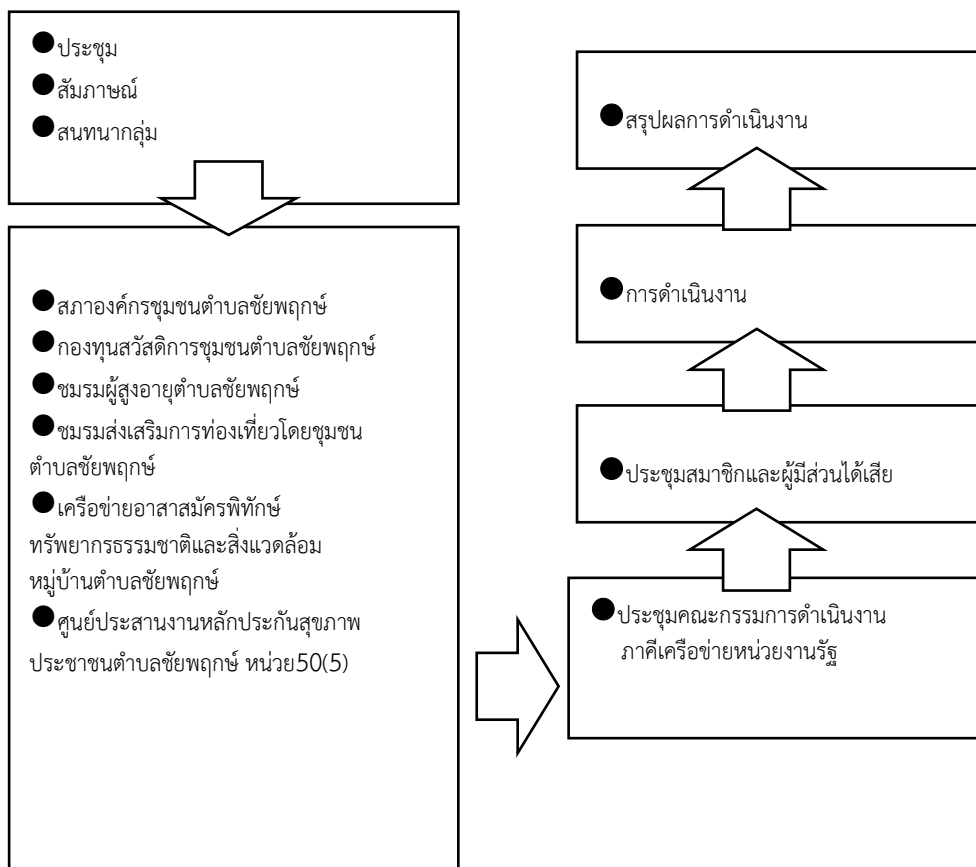 ●ประชุม
●สัมภาษณ์
●สนทนากลุ่ม
●สภาองค์กรชุมชนตำบลชัยพฤกษ์
●กองทุนสวัสดิการชุมชนตำบลชัยพฤกษ์
●ชมรมผู้สูงอายุตำบลชัยพฤกษ์
●ชมรมส่งเสริมการท่องเที่ยวโดยชุมชน
ตำบลชัยพฤกษ์
●เครือข่ายอาสาสมัครพิทักษ์
ทรัพยากรธรรมชาติและสิ่งแวดล้อม
หมู่บ้านตำบลชัยพฤกษ์
●ศูนย์ประสานงานหลักประกันสุขภาพ
ประชาชนตำบลชัยพฤกษ์ หน่วย50(5)
●ประชุมคณะกรรมการดำเนินงาน
ภาคีเครือข่ายหน่วยงานรัฐ
●ประชุมสมาชิกและผู้มีส่วนได้เสีย
●การดำเนินงาน
●สรุปผลการดำเนินงาน